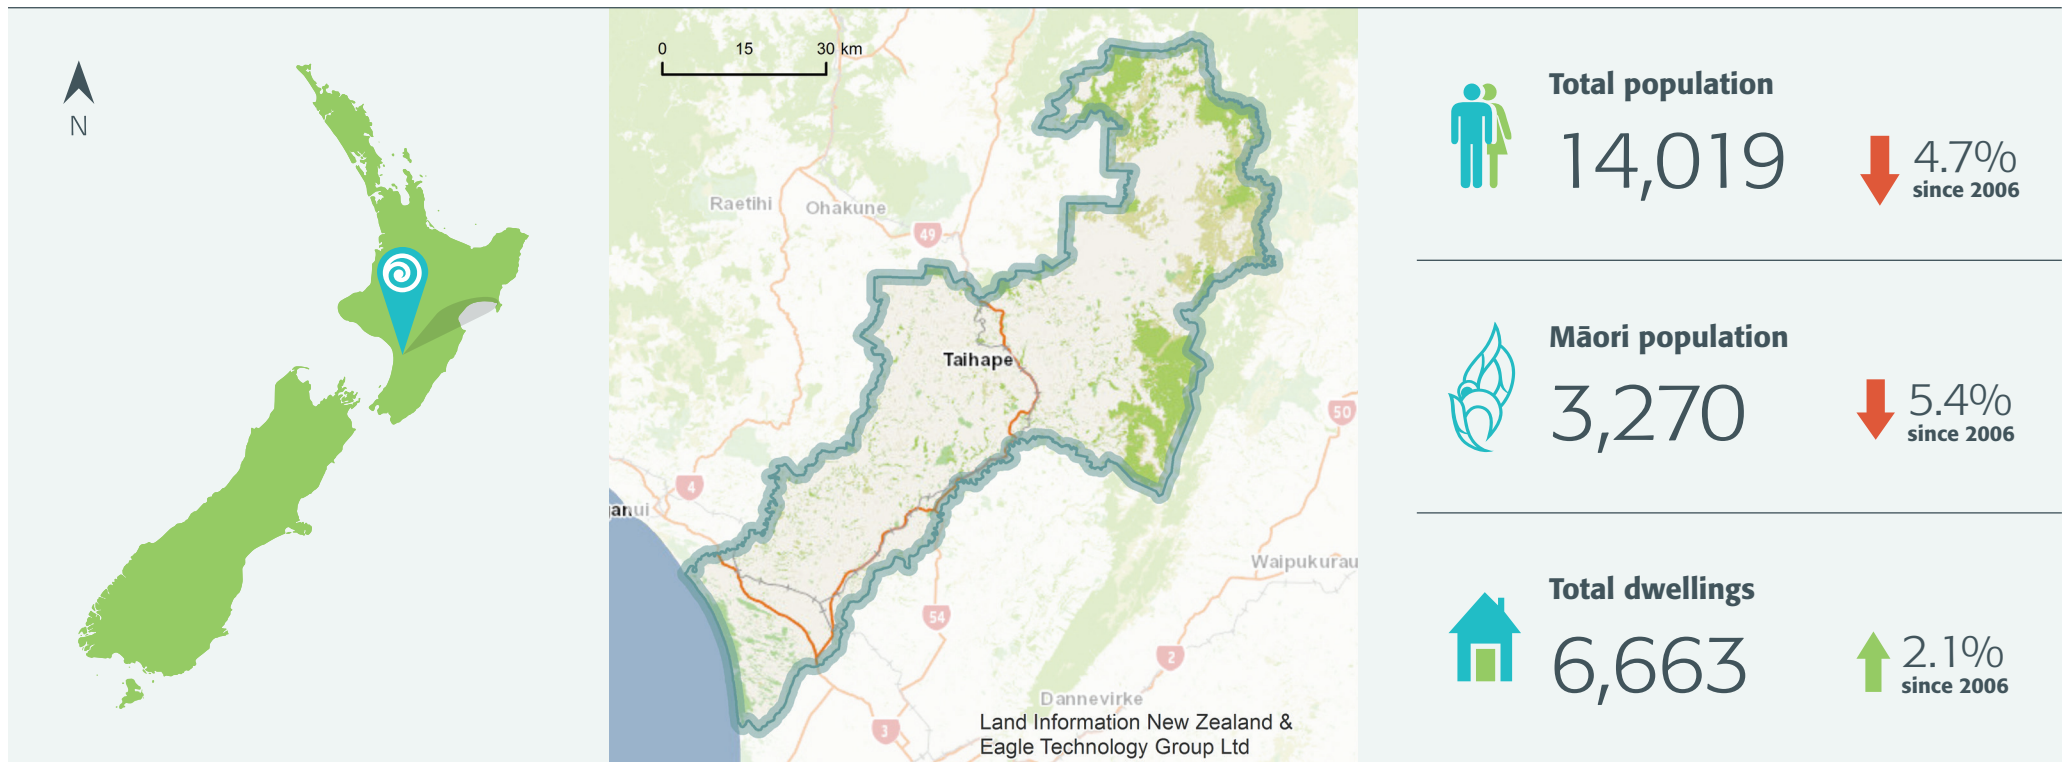 N
0 15 30 km
Raetihi
Ohakune
49
Taihape
50
4
anui
Waipukurau
54
2
Dannevirke
3
Land Information New Zealand &
Eagle Technology Group Ltd
Total population
14,019
4.7%
since 2006
Māori population
3,270
5.4%
since 2006
Total dwellings
6,663
2.1%
since 2006